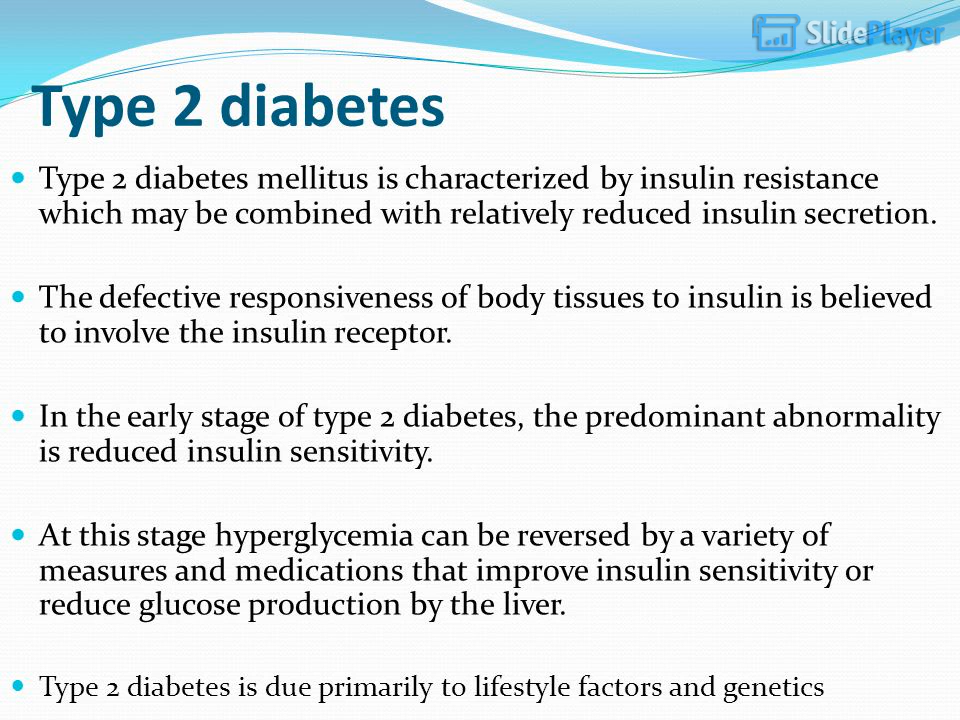 SlidePlayer
Type 2 diabetes
Type 2 diabetes mellitus is characterized by insulin resistance
which may be combined with relatively reduced insulin secretion.
The defective responsiveness of body tissues to insulin is believed
to involve the insulin receptor.
In the early stage of type 2 diabetes, the predominant abnormality
is reduced insulin sensitivity.
At this stage hyperglycemia can be reversed by a variety of
measures and medications that improve insulin sensitivity or
reduce glucose production by the liver.
Type 2 diabetes is due primarily to lifestyle factors and genetics